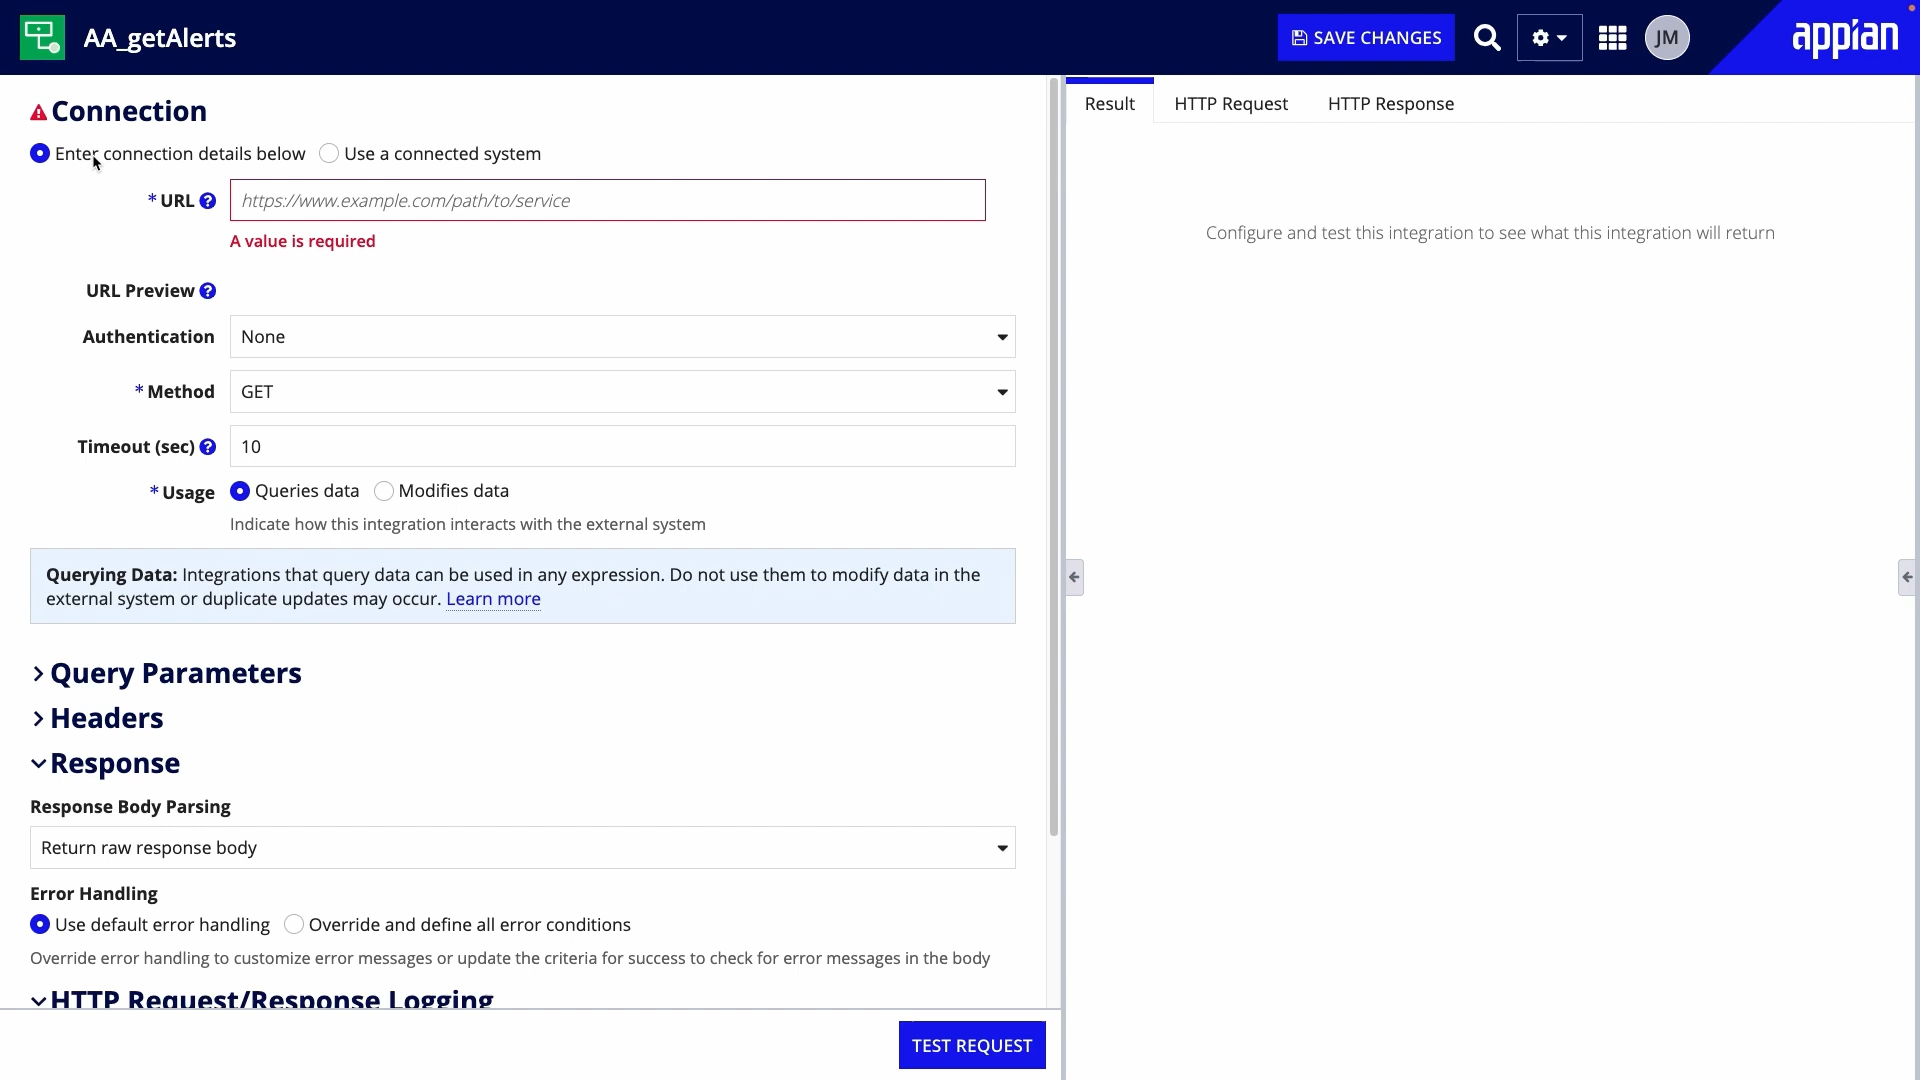 AA_getAlerts
SAVE CHANGES
JM
appian
Connection
Enter connection details below
Use a connected system
* URL ?
https://www.example.com/path/to/service
A value is required
URL Preview ?
Authentication
None
* Method
GET
Timeout (sec) ?
10
* Usage
Queries data
Modifies data
Indicate how this integration interacts with the external system
Querying Data: Integrations that query data can be used in any expression. Do not use them to modify data in the
external system or duplicate updates may occur. Learn more
Query Parameters
Headers
Response
Response Body Parsing
Return raw response body
Error Handling
Use default error handling
Override and define all error conditions
Override error handling to customize error messages or update the criteria for success to check for error messages in the body
HTTP Request/Response Logging
TEST REQUEST
Result
HTTP Request
HTTP Response
Configure and test this integration to see what this integration will return